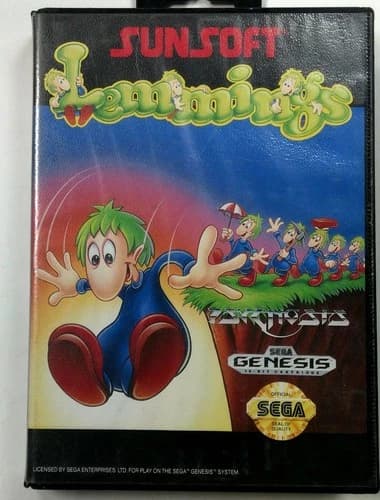 SUNSOFT
Lemmings
PSYGNOSIS
SEGA
GENESIS
16-BIT CARTRIDGE
OFFICIAL
SEGA
SEAL OF
QUALITY
LICENSED BY SEGA ENTERPRISES, LTD. FOR PLAY ON THE SEGA™ GENESIS™ SYSTEM.